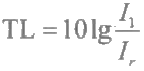 TL = 10 lg I₁/Iᵣ